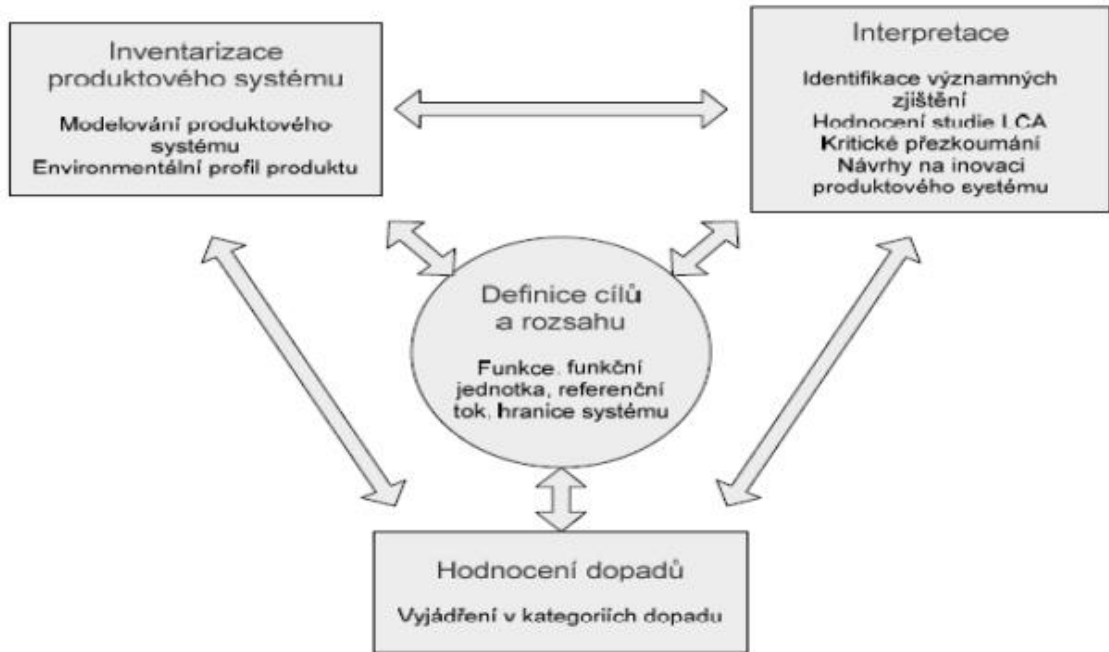 Inventarizace
produktového systému
Modelování produktového
systému
Environmentální profil produktu
Interpretace
Identifikace významných
zjištění
Hodnocení studie LCA
Kritické přezkoumání
Návrhy na inovaci
produktového systému
Definice cílů
a rozsahu
Funkce, funkční
jednotka, referenční
tok, hranice systému
Hodnocení dopadů
Vyjádření v kategoriích dopadu